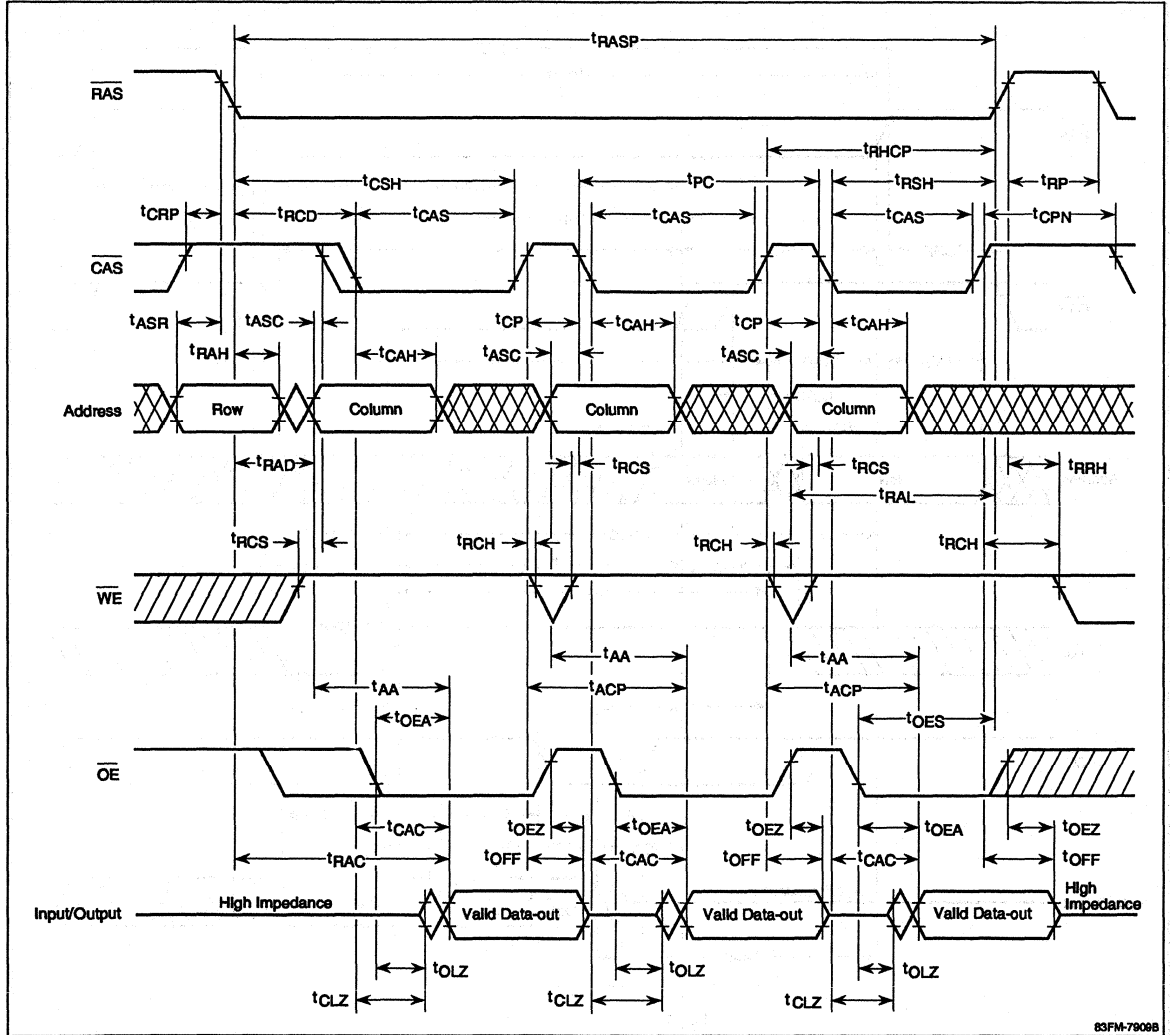 tRASP
RAS
tRHCP
tCSH tPC tRSH tRP
tCRP tRCD tCAS tCAS tCAS tCPN
CAS
tASR tASC tCP tCAH tCP tCAH
tRAH tCAH tASC tASC
Address Row Column Column Column
tRAD tRCS tRCS tRRH
tRAL
tRCS tRCH tRCH tRCH
WE
tAA tAA
tAA tACP tACP
tOEA tOES
OE
tCAC tOEZ tOEA tOEZ tOEA tOEZ
tRAC tOFF tCAC tOFF tCAC tOFF
Input/Output High Impedance Valid Data-out Valid Data-out Valid Data-out High Impedance
tOLZ tOLZ tOLZ
tCLZ tCLZ tCLZ
83FM-7909B